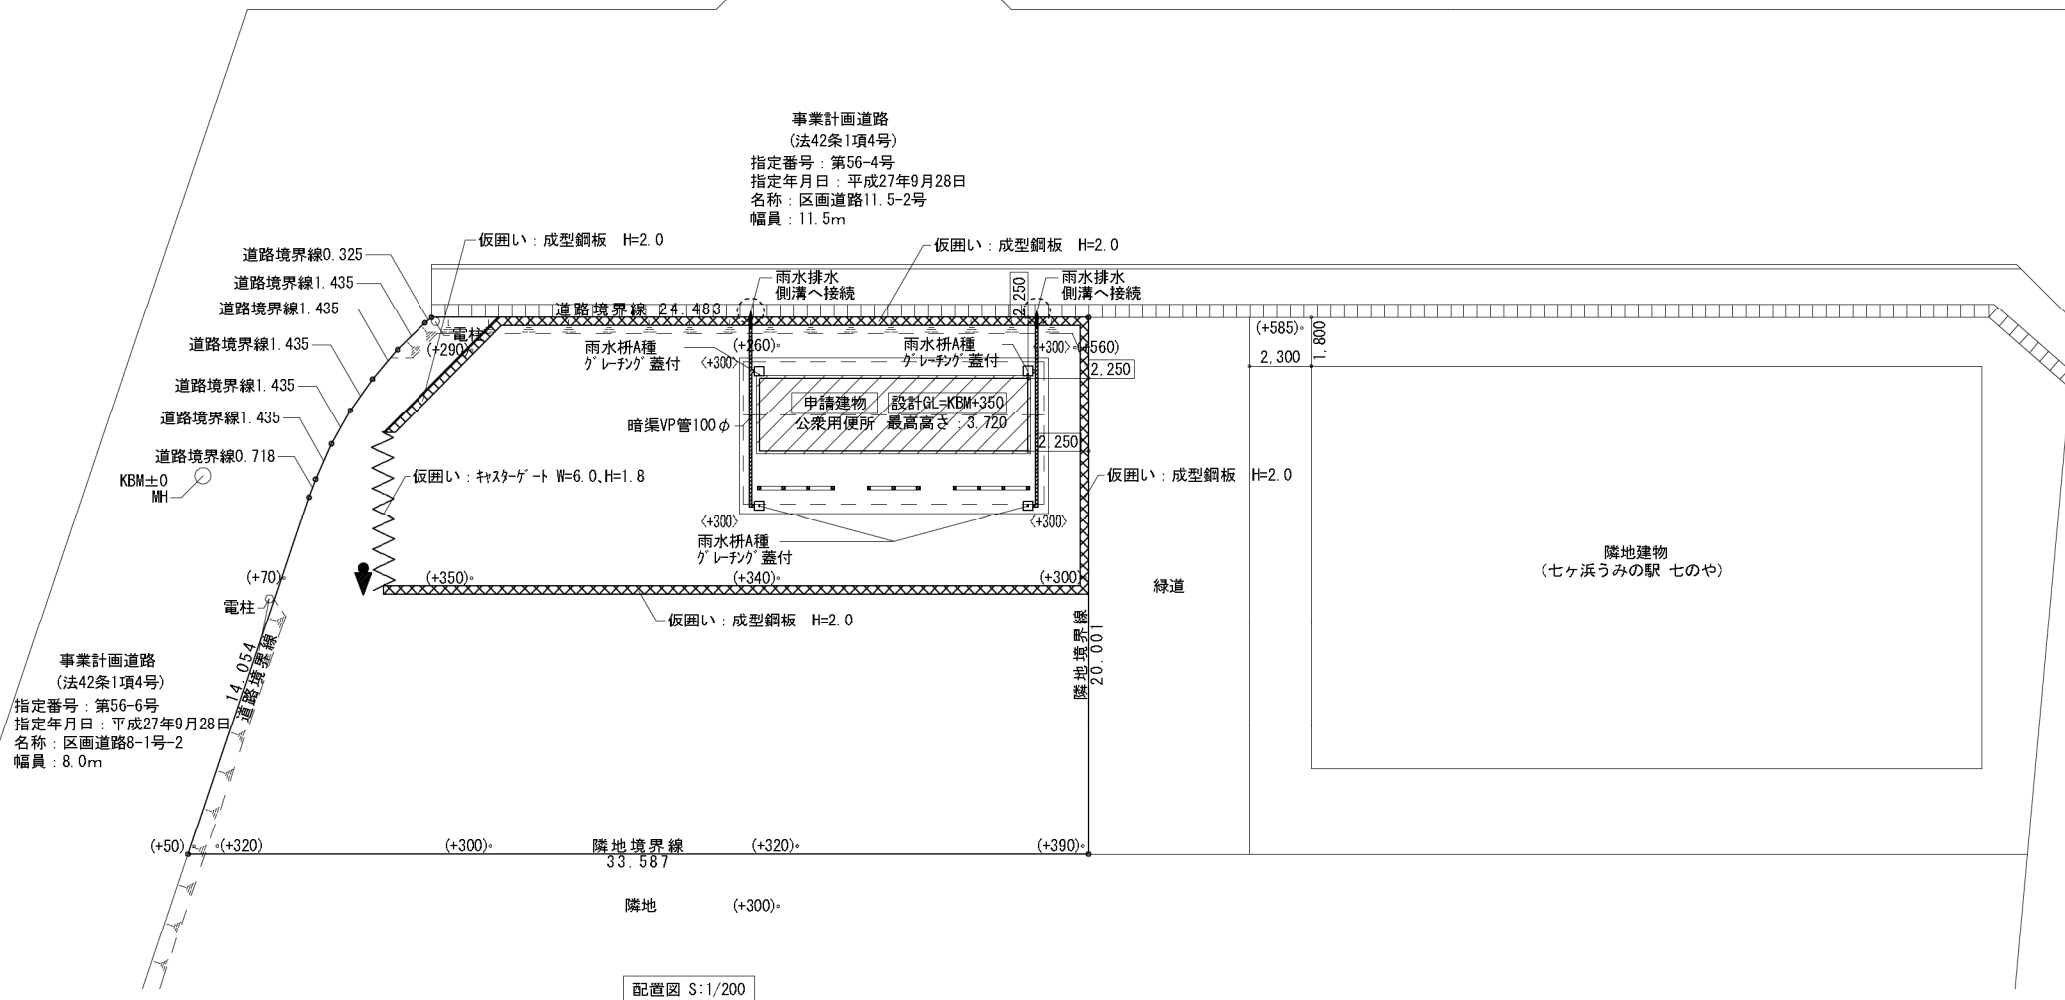 事業計画道路
(法42条1項4号)
指定番号：第56-4号
指定年月日：平成27年9月28日
名称：区画道路11.5-2号
幅員：11.5m
仮囲い：成型鋼板　H=2.0
仮囲い：成型鋼板　H=2.0
道路境界線0.325
道路境界線1.435
道路境界線1.435
道路境界線1.435
道路境界線1.435
道路境界線1.435
道路境界線0.718
KBM±0
MH
雨水排水
側溝へ接続
2,250
雨水排水
側溝へ接続
道路境界線 24.483
電柱
(+290)
雨水枡A種
グレーチング蓋付
(+260)
<+300>
雨水枡A種
グレーチング蓋付
<+300>
(+560)
(+585)
1,800
2,300
2,250
申請建物
設計GL=KBM+350
公衆用便所　最高高さ：3.720
暗渠VP管100φ
2,250
仮囲い：キャスターゲート W=6.0、H=1.8
仮囲い：成型鋼板　H=2.0
<+300>
<+300>
雨水枡A種
グレーチング蓋付
隣地建物
(七ヶ浜うみの駅 七のや)
緑道
(+70)
(+350)
(+340)
(+300)
電柱
仮囲い：成型鋼板　H=2.0
隣地境界線
20.001
14.054
道路境界線
事業計画道路
(法42条1項4号)
指定番号：第56-6号
指定年月日：平成27年9月28日
名称：区画道路8-1号-2
幅員：8.0m
(+50)
(+320)
(+300)
隣地境界線
33.587
(+320)
(+390)
隣地
(+300)
配置図 S:1/200